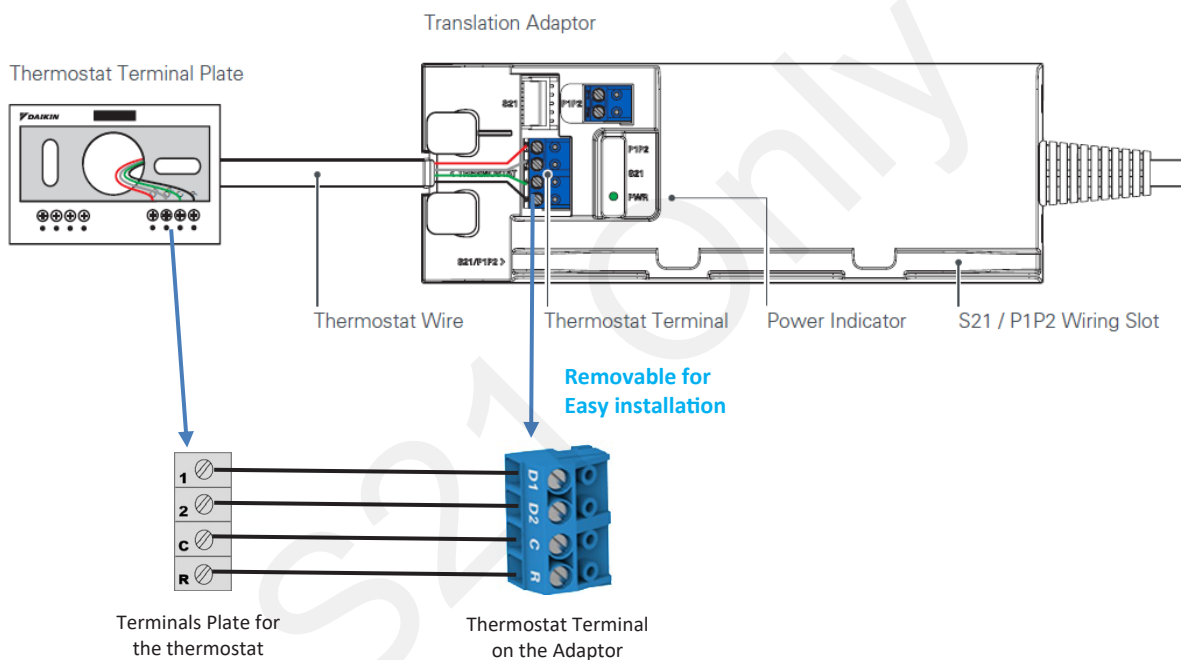 Translation Adaptor
Thermostat Terminal Plate
DAIKIN
S21
P1P2
P1P2
S21
PWR
S21/P1P2 >
Thermostat Wire
Thermostat Terminal
Power Indicator
S21 / P1P2 Wiring Slot
Removable for
Easy installation
1
2
C
R
D1
D2
C
R
Terminals Plate for
the thermostat
Thermostat Terminal
on the Adaptor
S21 Only